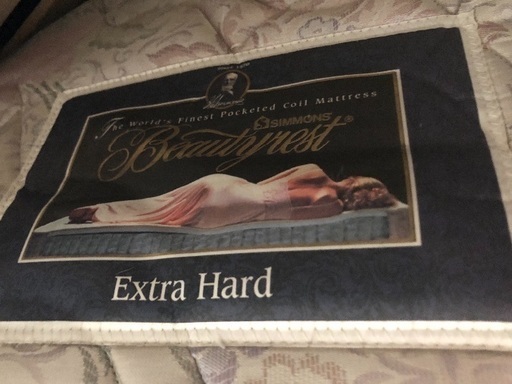 The World's Finest Pocketed Coil Mattress
SIMMONS®
Beautyrest
Extra Hard